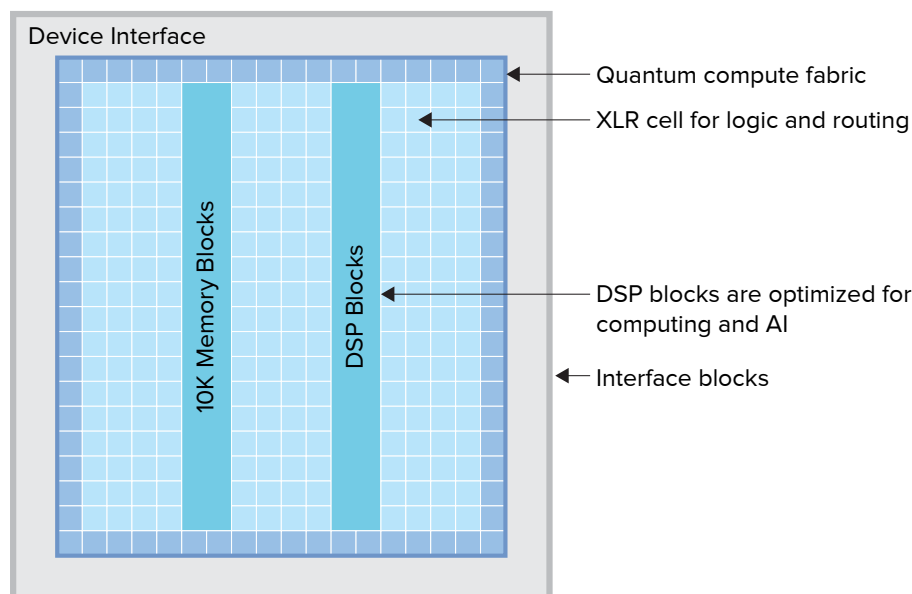 Device Interface
Quantum compute fabric
XLR cell for logic and routing
10K Memory Blocks
DSP Blocks
DSP blocks are optimized for
computing and AI
Interface blocks